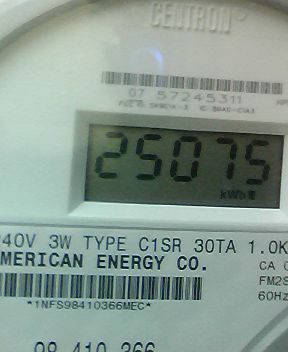 CENTRON®
07 57245311
25075
kWh
240V 3W TYPE C1SR 30TA 1.0K
MERICAN ENERGY CO.
CA
FM2S
60Hz
*1NFS98410366MEC*
98 410 366